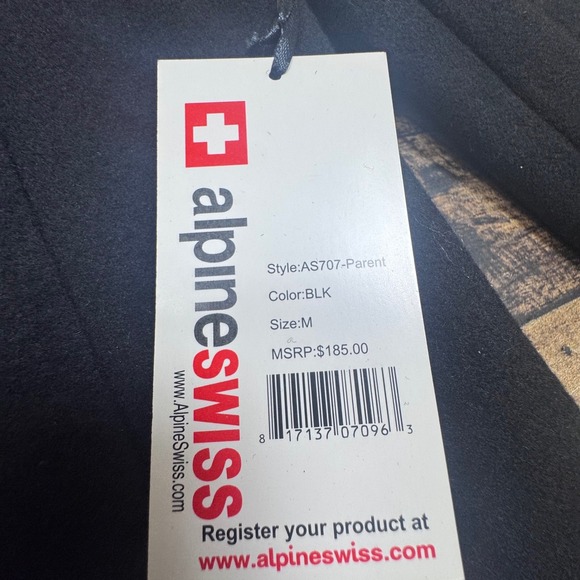 alpineswiss
www.AlpineSwiss.com
Style:AS707-Parent
Color:BLK
Size:M
MSRP:$185.00
8 17137 07096 3
Register your product at
www.alpineswiss.com